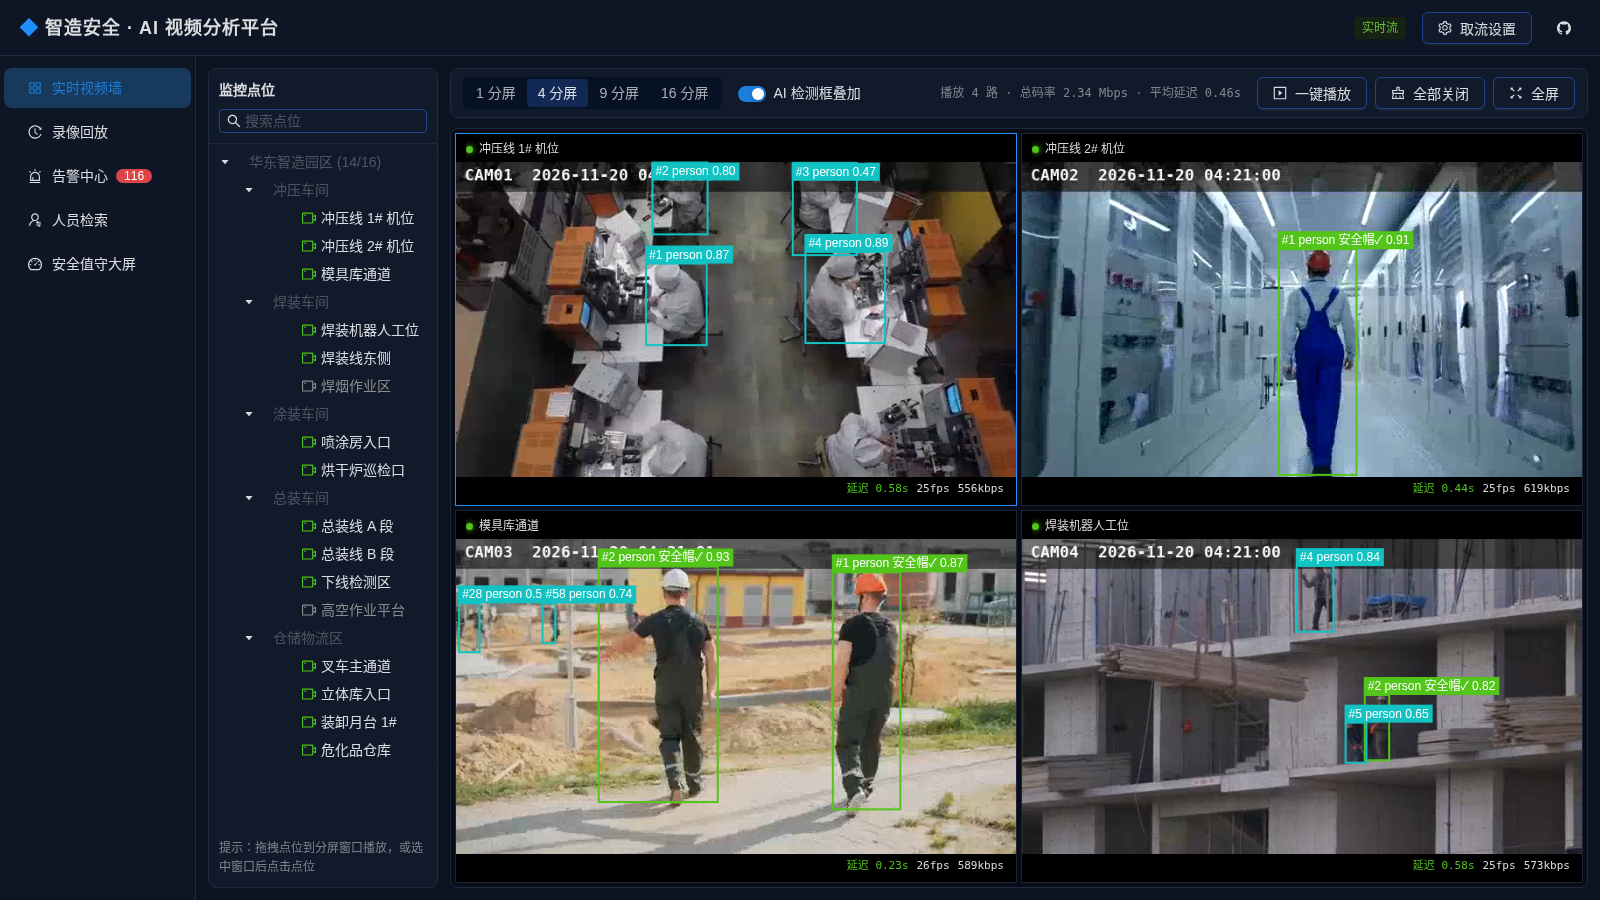 智造安全 · AI 视频分析平台
实时流
取流设置
实时视频墙
录像回放
告警中心 116
人员检索
安全值守大屏
监控点位
搜索点位
华东智造园区 (14/16)
冲压车间
冲压线 1# 机位
冲压线 2# 机位
模具库通道
焊装车间
焊装机器人工位
焊装线东侧
焊烟作业区
涂装车间
喷涂房入口
烘干炉巡检口
总装车间
总装线 A 段
总装线 B 段
下线检测区
高空作业平台
仓储物流区
叉车主通道
立体库入口
装卸月台 1#
危化品仓库
提示：拖拽点位到分屏窗口播放，或选
中窗口后点击点位
1 分屏 4 分屏 9 分屏 16 分屏
AI 检测框叠加
播放 4 路 · 总码率 2.34 Mbps · 平均延迟 0.46s
一键播放
全部关闭
全屏
冲压线 1# 机位
CAM01 2026-11-20 04
#2 person 0.80
#3 person 0.47
#1 person 0.87
#4 person 0.89
延迟 0.58s 25fps 556kbps
冲压线 2# 机位
CAM02 2026-11-20 04:21:00
#1 person 安全帽✓ 0.91
延迟 0.44s 25fps 619kbps
模具库通道
CAM03 2026-11-20 04:21:01
#2 person 安全帽✓ 0.93
#1 person 安全帽✓ 0.87
#28 person 0.5
#58 person 0.74
延迟 0.23s 26fps 589kbps
焊装机器人工位
CAM04 2026-11-20 04:21:00
#4 person 0.84
#2 person 安全帽✓ 0.82
#5 person 0.65
延迟 0.58s 25fps 573kbps